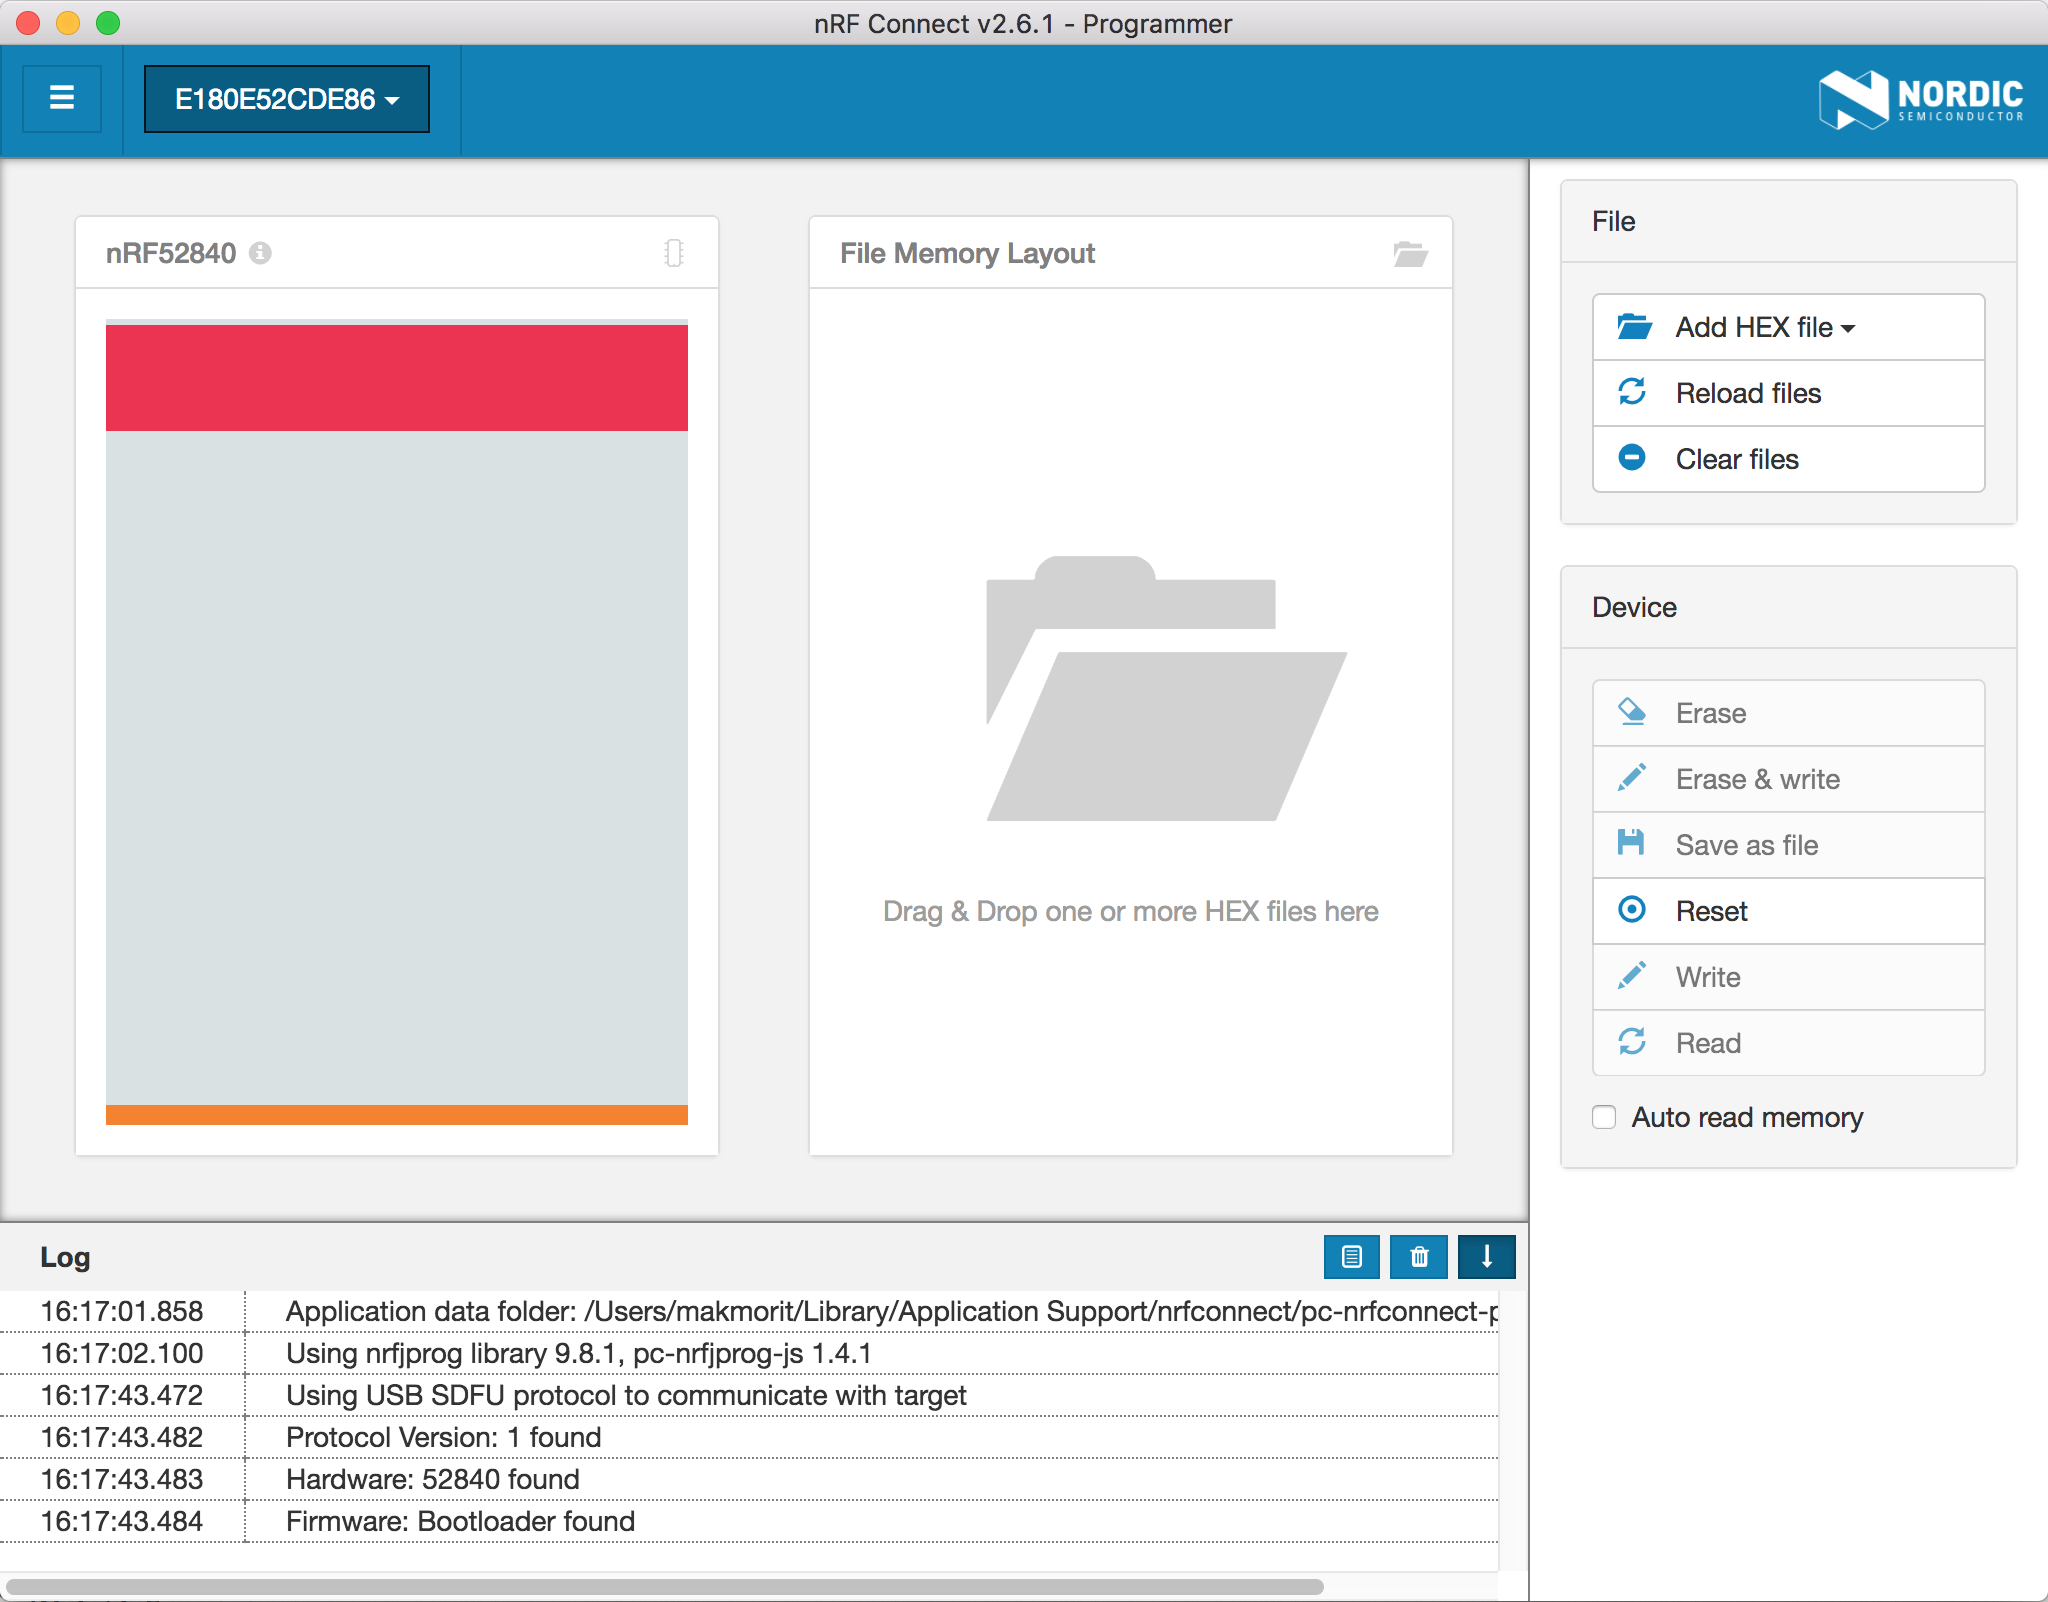 nRF Connect v2.6.1 - Programmer
E180E52CDE86
NORDIC
SEMICONDUCTOR
nRF52840
File Memory Layout
Drag & Drop one or more HEX files here
File
Add HEX file
Reload files
Clear files
Device
Erase
Erase & write
Save as file
Reset
Write
Read
Auto read memory
Log
16:17:01.858 Application data folder: /Users/makmorit/Library/Application Support/nrfconnect/pc-nrfconnect-p
16:17:02.100 Using nrfjprog library 9.8.1, pc-nrfjprog-js 1.4.1
16:17:43.472 Using USB SDFU protocol to communicate with target
16:17:43.482 Protocol Version: 1 found
16:17:43.483 Hardware: 52840 found
16:17:43.484 Firmware: Bootloader found